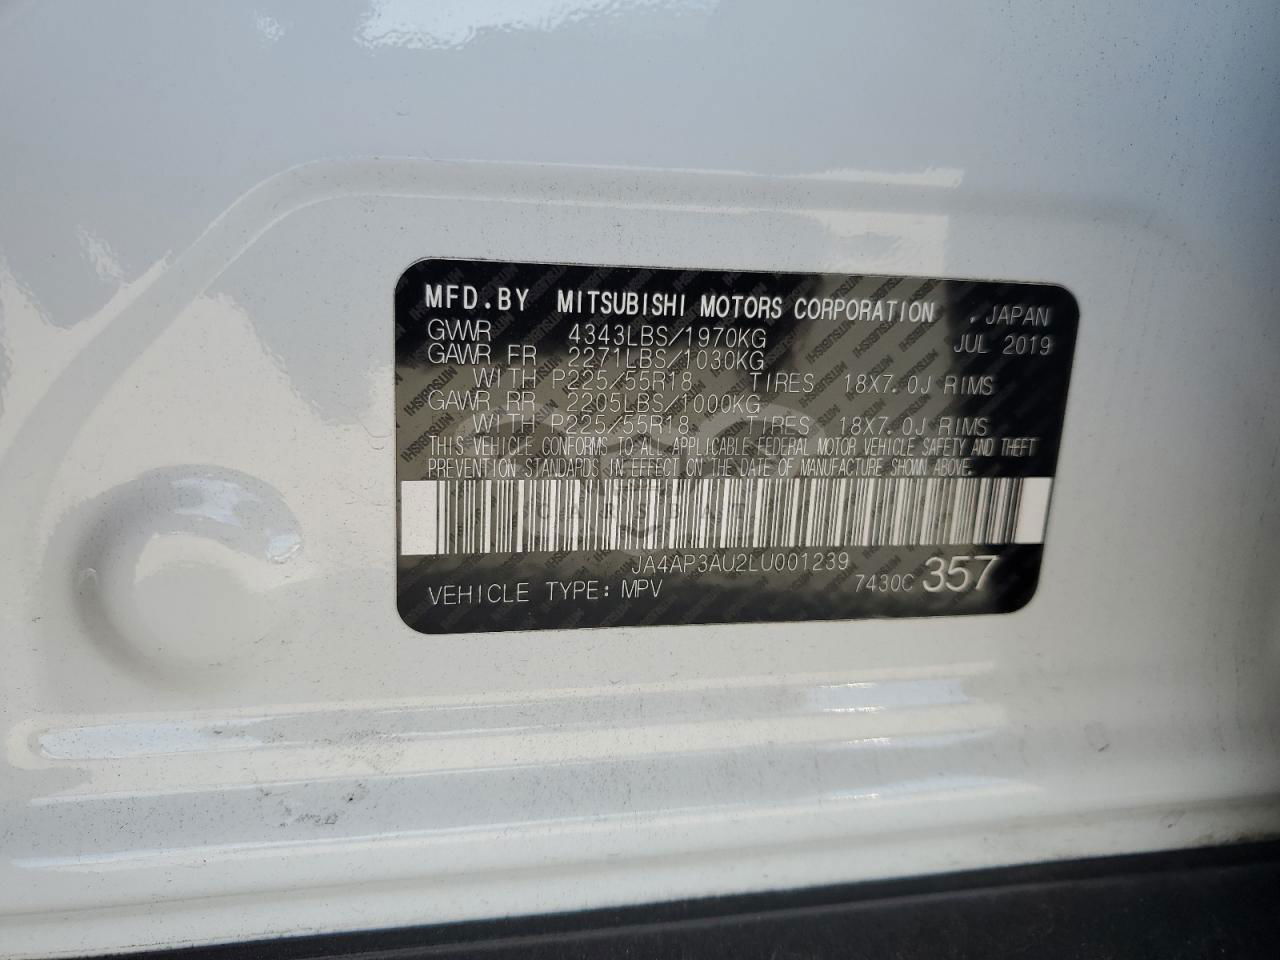 MFD.BY MITSUBISHI MOTORS CORPORATION , JAPAN
GVWR 4343LBS/1970KG JUL 2019
GAWR FR 2271LBS/1030KG
WITH P225/55R18 TIRES 18X7.0J RIMS
GAWR RR 2205LBS/1000KG
WITH P225/55R18 TIRES 18X7.0J RIMS
THIS VEHICLE CONFORMS TO ALL APPLICABLE FEDERAL MOTOR VEHICLE SAFETY AND THEFT
PREVENTION STANDARDS IN EFFECT ON THE DATE OF MANUFACTURE SHOWN ABOVE.
CARSBAT
JA4AP3AU2LU001239
VEHICLE TYPE: MPV 7430C 357